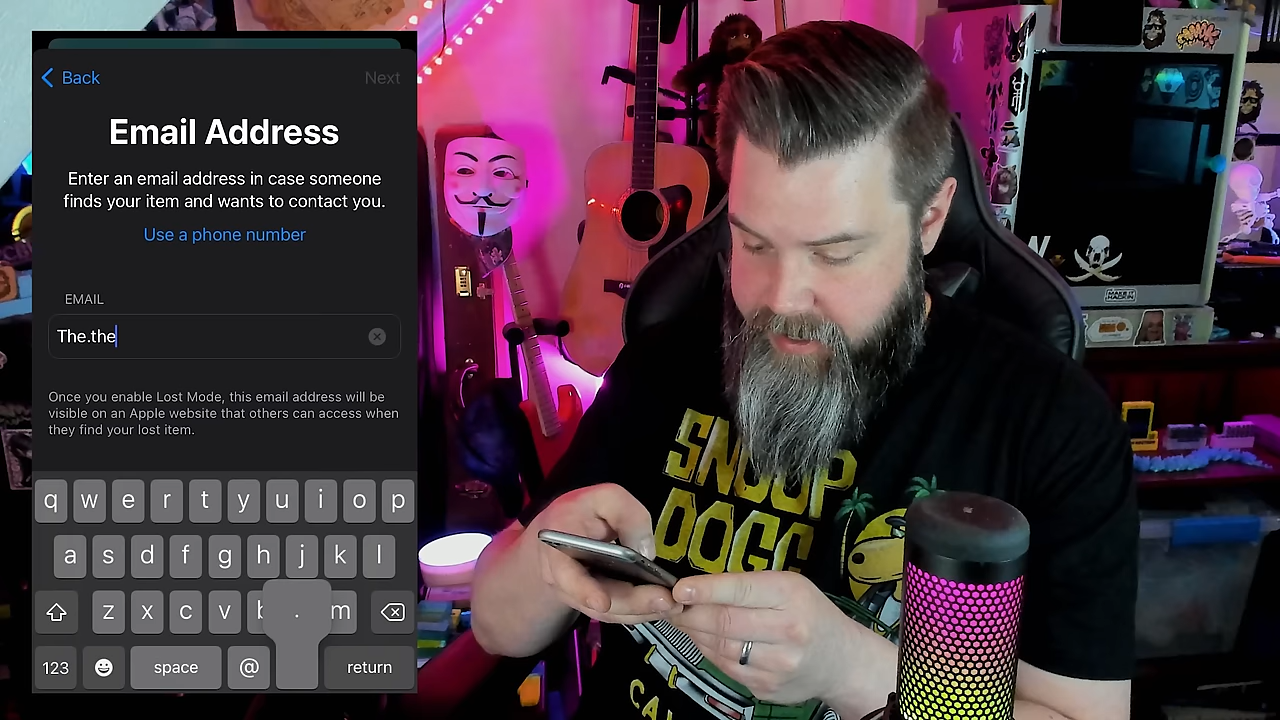 Back
Next
Email Address
Enter an email address in case someone
finds your item and wants to contact you.
Use a phone number
EMAIL
The.the
Once you enable Lost Mode, this email address will be
visible on an Apple website that others can access when
they find your lost item.
q w e r t y u i o p
a s d f g h j k l
z x c v b . m
123 space @ return
SNOOP
DOGG